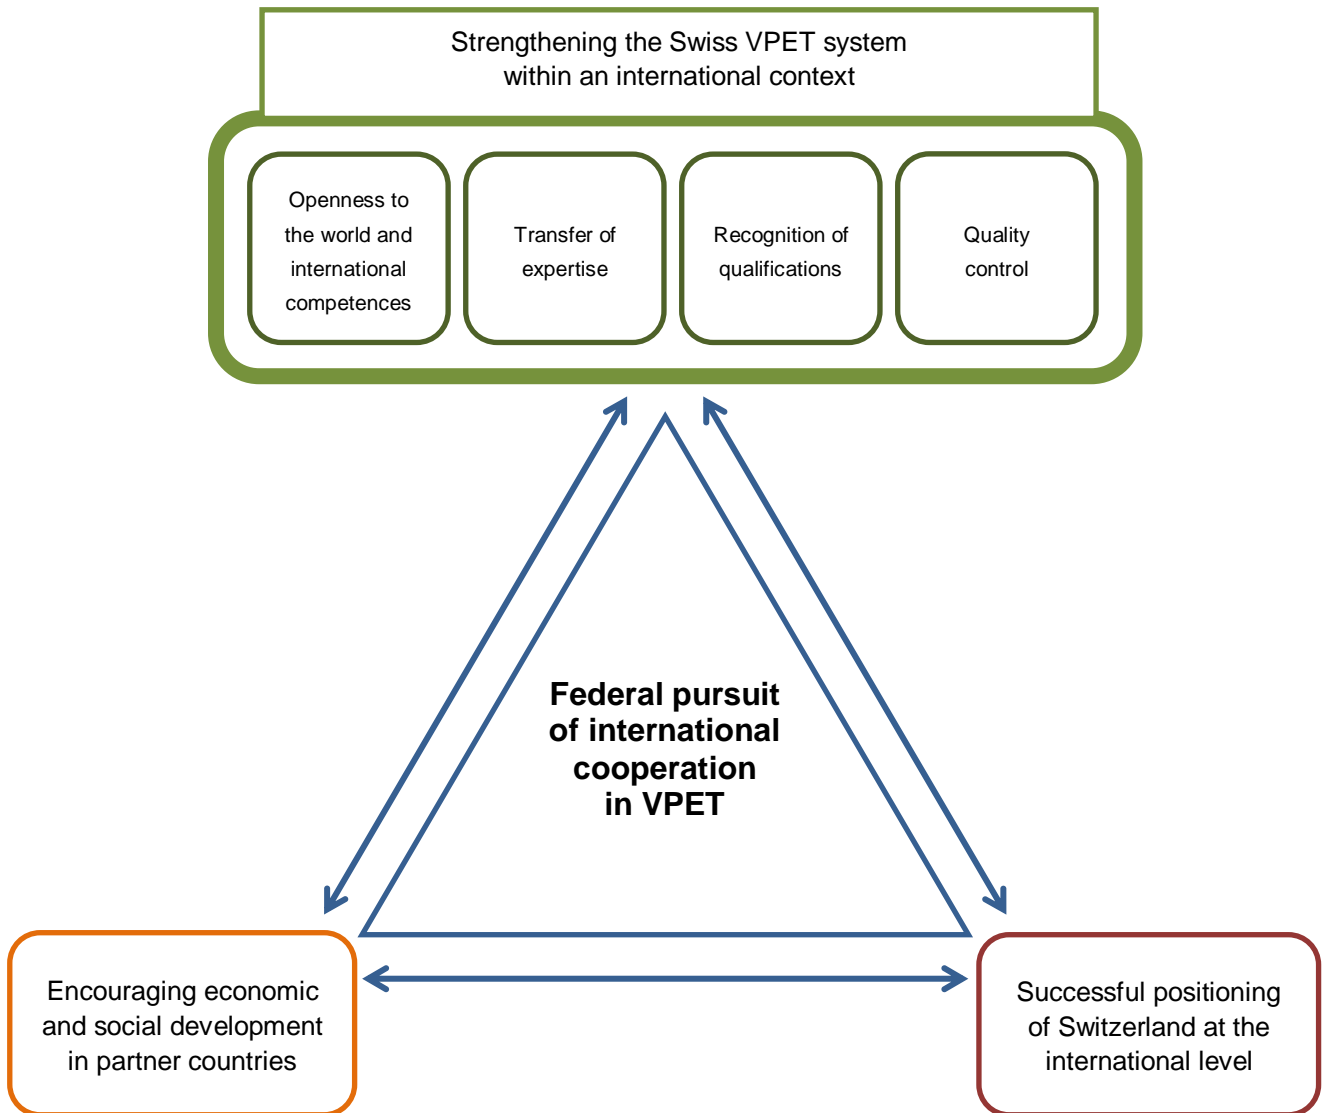 Strengthening the Swiss VPET system
within an international context
Openness to
the world and
international
competences
Transfer of
expertise
Recognition of
qualifications
Quality
control
Federal pursuit
of international
cooperation
in VPET
Encouraging economic
and social development
in partner countries
Successful positioning
of Switzerland at the
international level